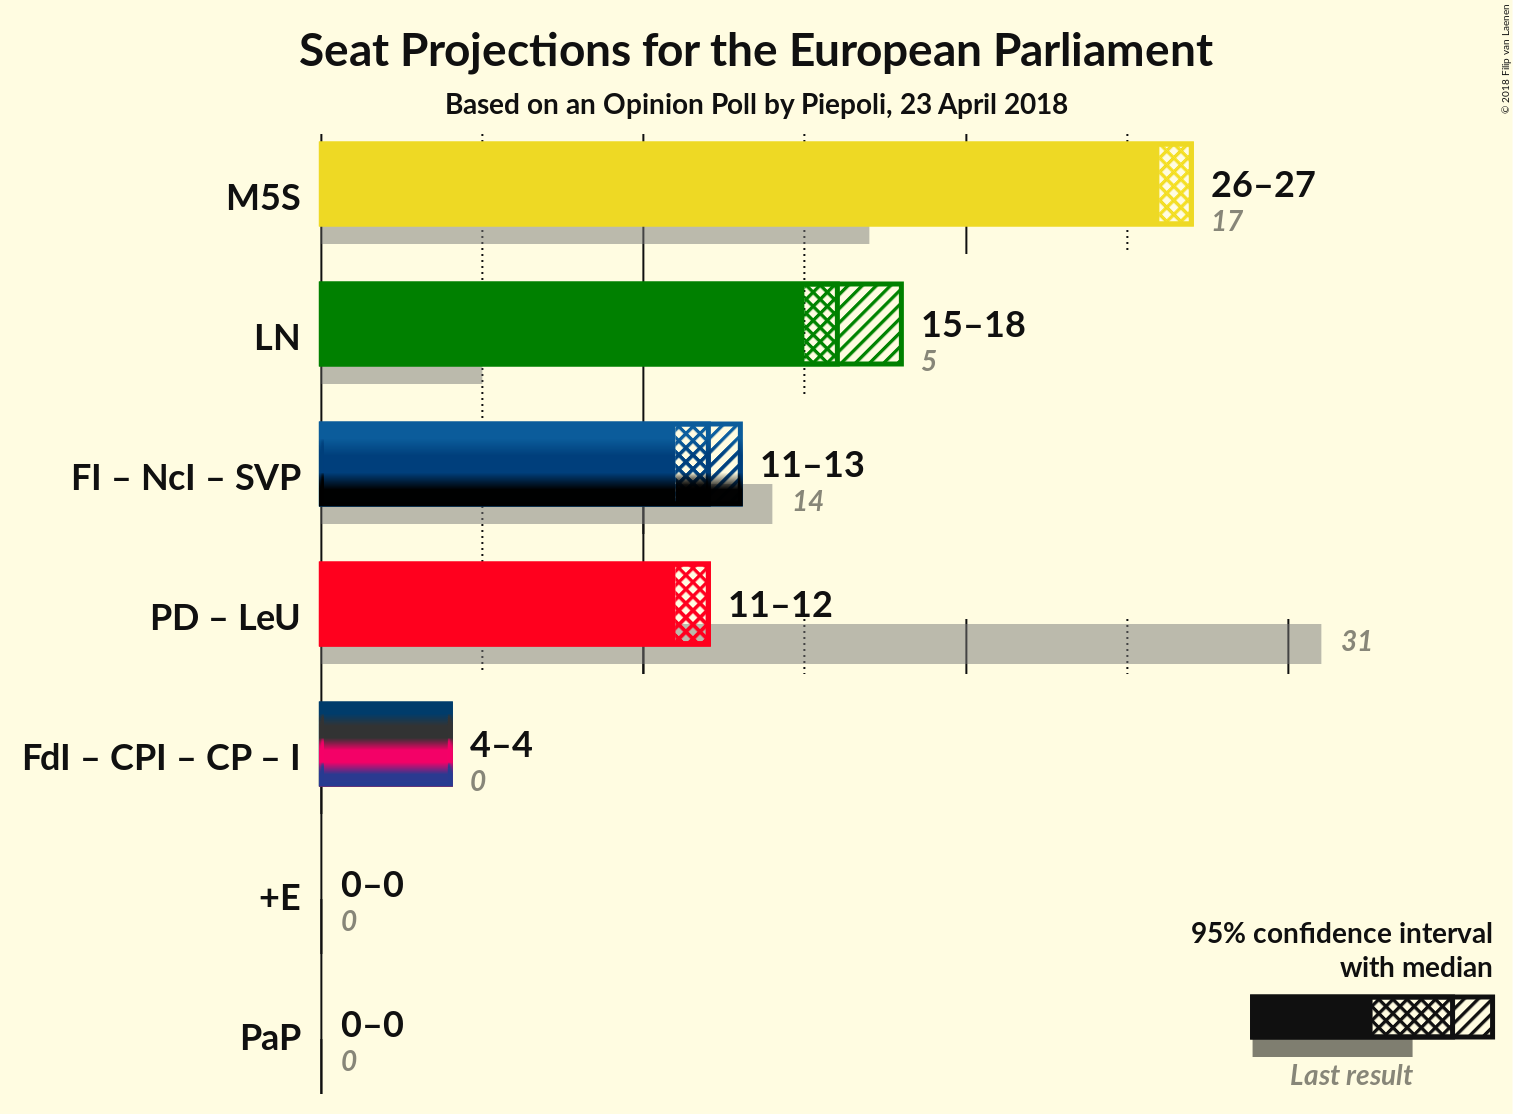 Seat Projections for the European Parliament
Based on an Opinion Poll by Piepoli, 23 April 2018
© 2018 Filip van Laenen
M5S
26–27
17
LN
15–18
5
FI – NcI – SVP
11–13
14
PD – LeU
11–12
31
FdI – CPI – CP – I
4–4
0
+E
0–0
0
PaP
0–0
0
95% confidence interval
with median
Last result